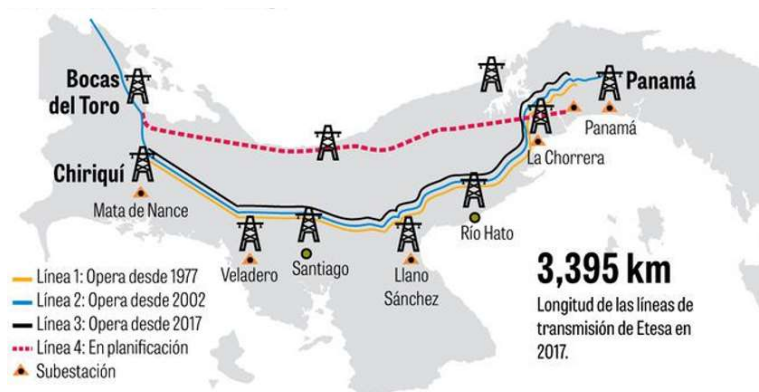 Bocas
del Toro
Panamá
Panamá
La Chorrera
Chiriquí
Mata de Nance
Río Hato
Veladero
Santiago
Llano
Sánchez
Línea 1: Opera desde 1977
Línea 2: Opera desde 2002
Línea 3: Opera desde 2017
Línea 4: En planificación
Subestación
3,395 km
Longitud de las líneas de
transmisión de Etesa en
2017.